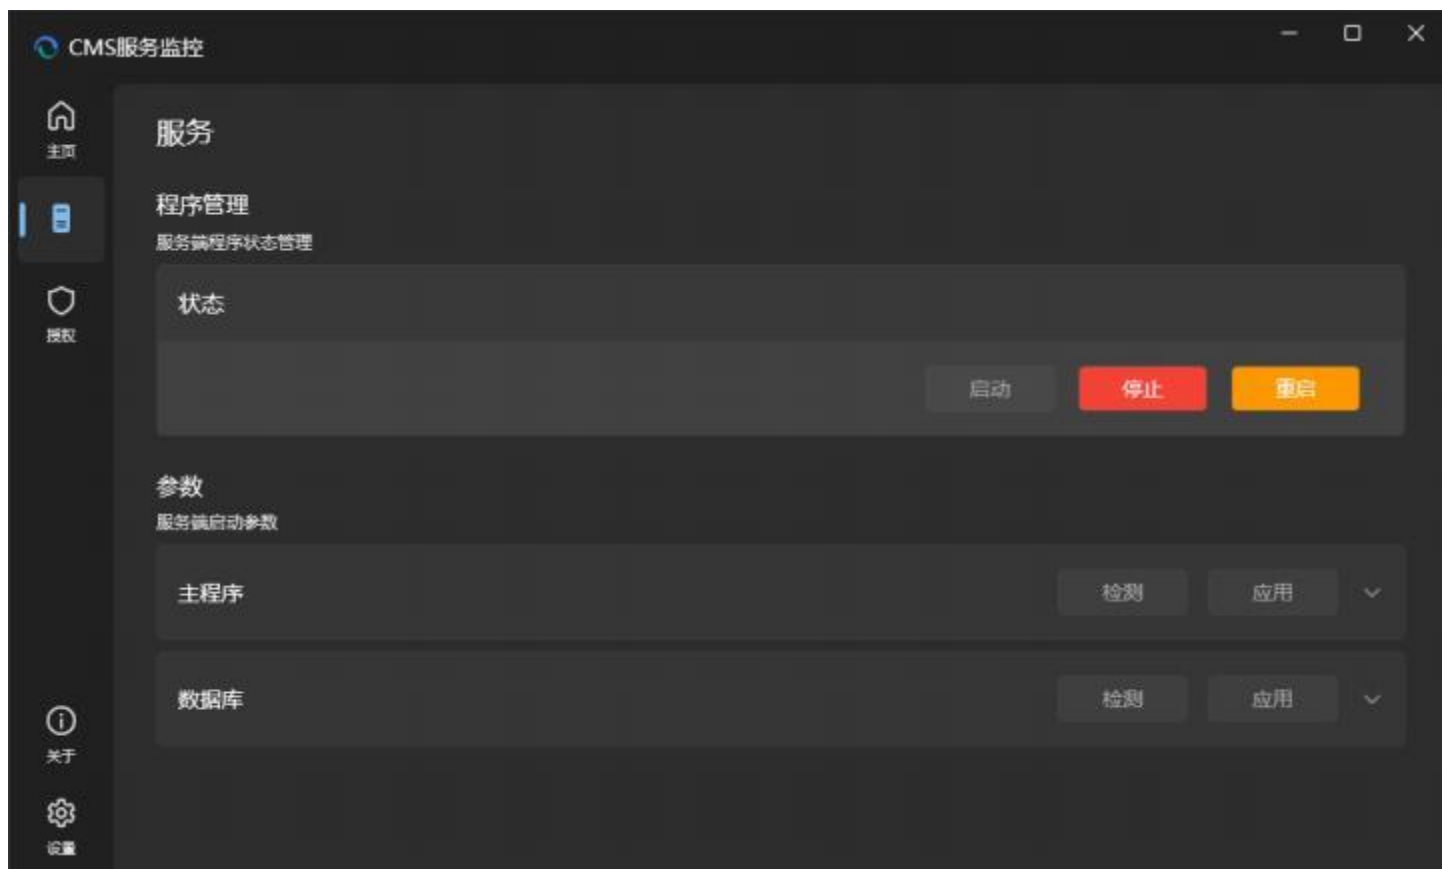 CMS服务监控
主页
服务
程序管理
服务端程序状态管理
授权
状态
启动 停止 重启
参数
服务端启动参数
主程序 检测 应用
数据库 检测 应用
关于
设置